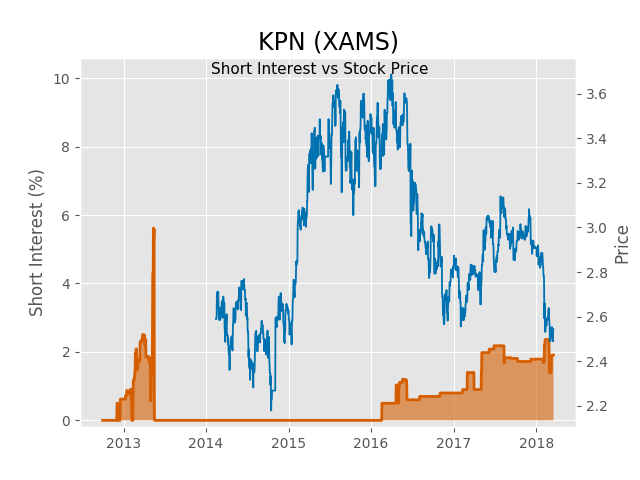 KPN (XAMS)
Short Interest vs Stock Price
Short Interest (%)
10
8
6
4
2
0
3.6
3.4
3.2
3.0
2.8
2.6
2.4
2.2
Price
2013 2014 2015 2016 2017 2018